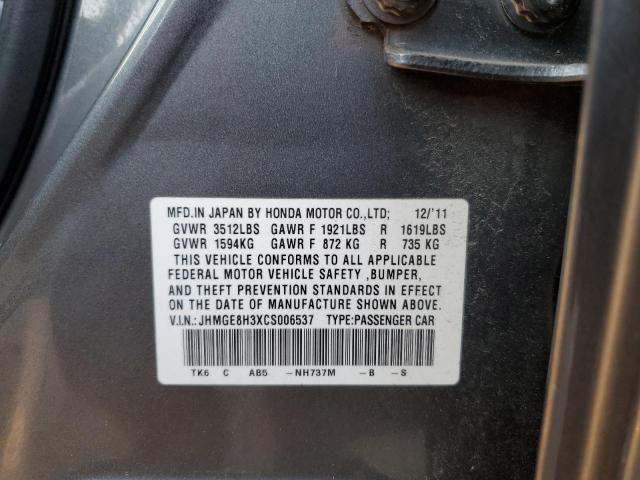 MFD.IN JAPAN BY HONDA MOTOR CO.,LTD; 12/'11
GVWR 3512LBS GAWR F 1921LBS R 1619LBS
GVWR 1594KG GAWR F 872 KG R 735 KG
THIS VEHICLE CONFORMS TO ALL APPLICABLE
FEDERAL MOTOR VEHICLE SAFETY ,BUMPER,
AND THEFT PREVENTION STANDARDS IN EFFECT
ON THE DATE OF MANUFACTURE SHOWN ABOVE.
V.I.N.:JHMGE8H3XCS006537 TYPE:PASSENGER CAR
TK6 C AB5 -NH737M -B -S